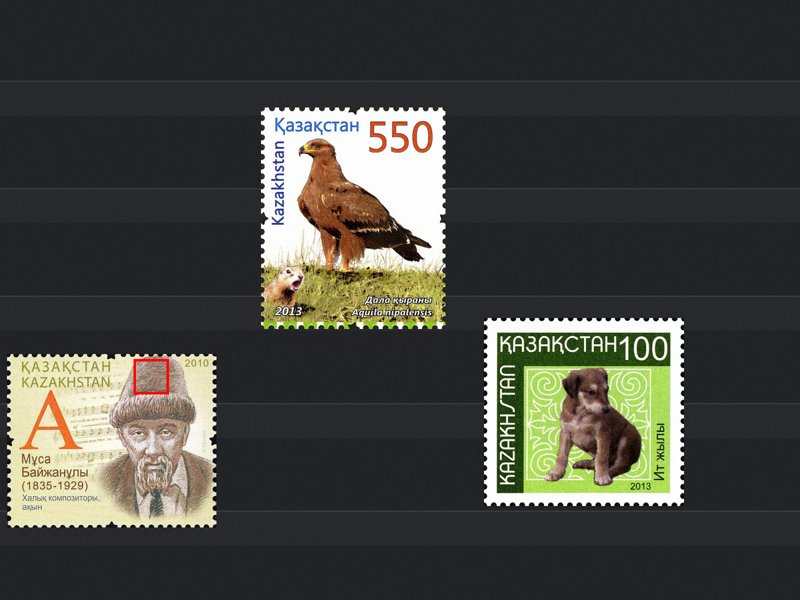 Қазақстан
550
Kazakhstan
Дала қыраны
2013
Aquila nipalensis
ҚАЗАҚСТАН
KAZAKHSTAN
2010
A
Мұса
Байжанұлы
(1835-1929)
Халық композиторы,
ақын
ҚАЗАҚСТАН
100
KAZAKHSTAN
Ит жылы
2013